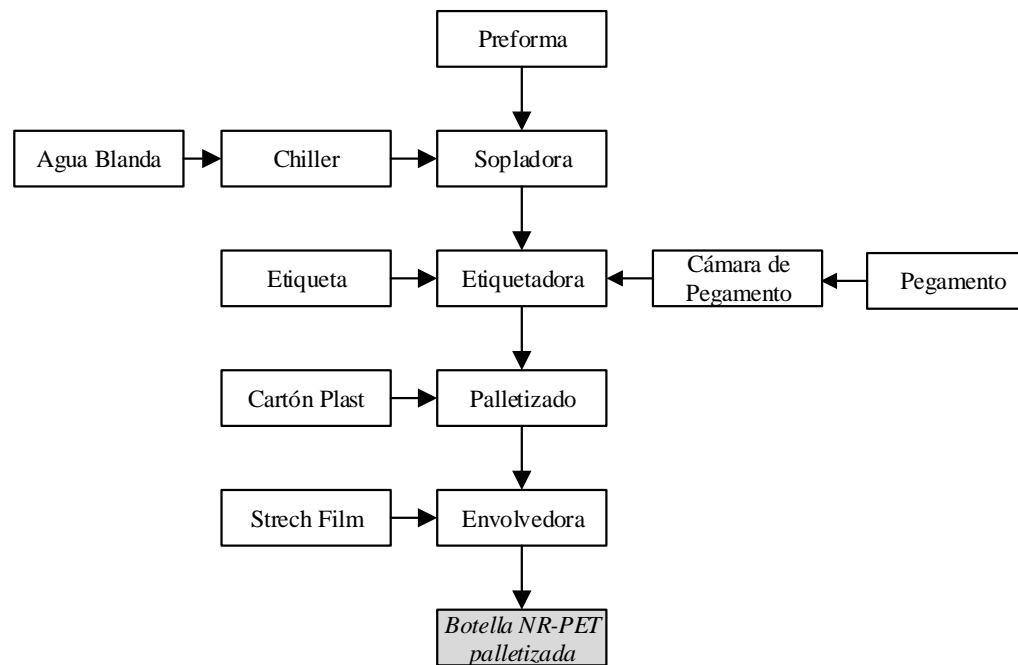 Preforma
Agua Blanda
Chiller
Sopladora
Etiqueta
Etiquetadora
Cámara de
Pegamento
Pegamento
Cartón Plast
Palletizado
Strech Film
Envolvedora
Botella NR-PET
palletizada